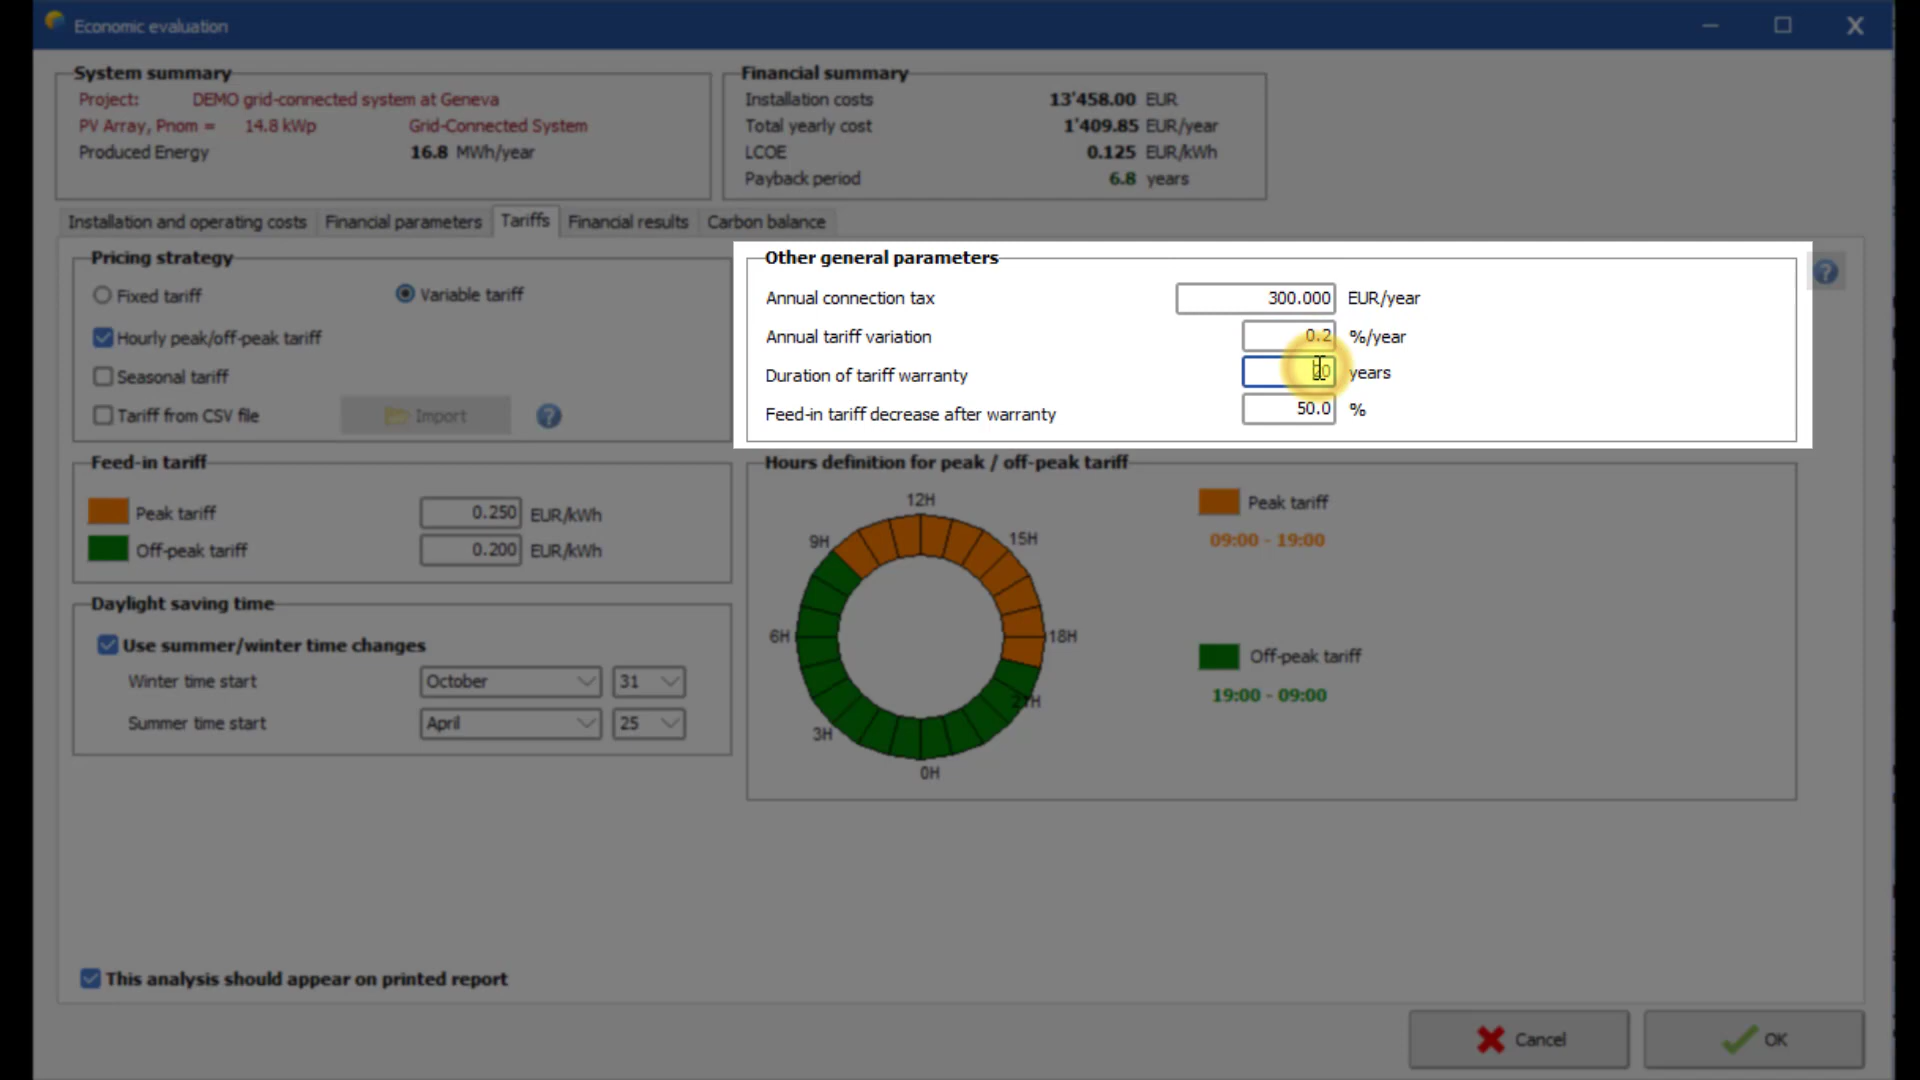 Economic evaluation
System summary
Project: DEMO grid-connected system at Geneva
PV Array, Pnom = 14.8 kWp Grid-Connected System
Produced Energy 16.8 MWh/year
Financial summary
Installation costs 13'458.00 EUR
Total yearly cost 1'409.85 EUR/year
LCOE 0.125 EUR/kWh
Payback period 6.8 years
Installation and operating costs Financial parameters Tariffs Financial results Carbon balance
Pricing strategy
Fixed tariff Variable tariff
Hourly peak/off-peak tariff
Seasonal tariff
Tariff from CSV file Import ?
Other general parameters
?
Annual connection tax 300.000 EUR/year
Annual tariff variation 0.2 %/year
Duration of tariff warranty years
Feed-in tariff decrease after warranty 50.0 %
Feed-in tariff
Peak tariff 0.250 EUR/kWh
Off-peak tariff 0.200 EUR/kWh
Daylight saving time
Use summer/winter time changes
Winter time start October 31
Summer time start April 25
Hours definition for peak / off-peak tariff
12H
9H
15H
6H
18H
21H
3H
0H
Peak tariff
09:00 - 19:00
Off-peak tariff
19:00 - 09:00
This analysis should appear on printed report
Cancel OK